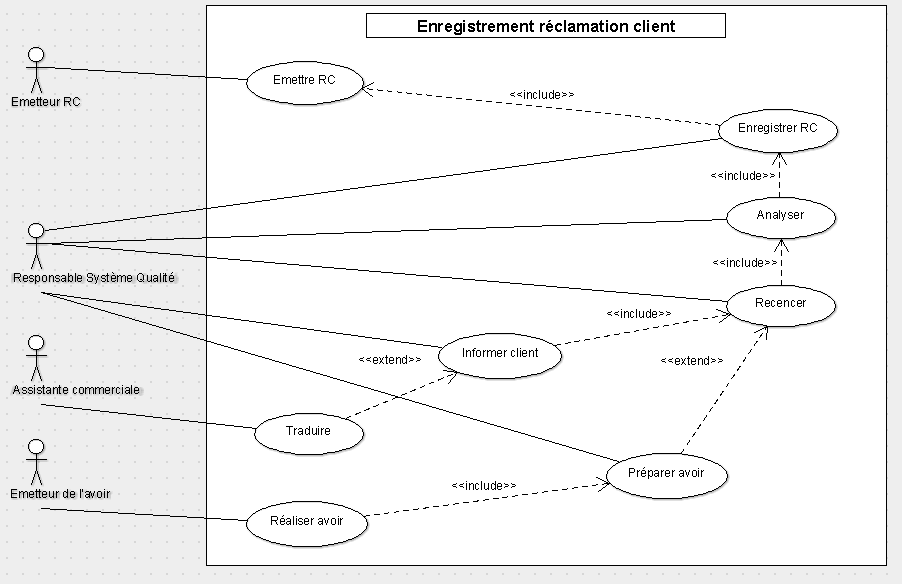 Enregistrement réclamation client
Emetteur RC
Emettre RC
<<include>>
Enregistrer RC
<<include>>
Analyser
Responsable Système Qualité
<<include>>
Recencer
<<include>>
Informer client
<<extend>>
<<extend>>
Assistante commerciale
Traduire
Préparer avoir
<<include>>
Emetteur de l'avoir
Réaliser avoir